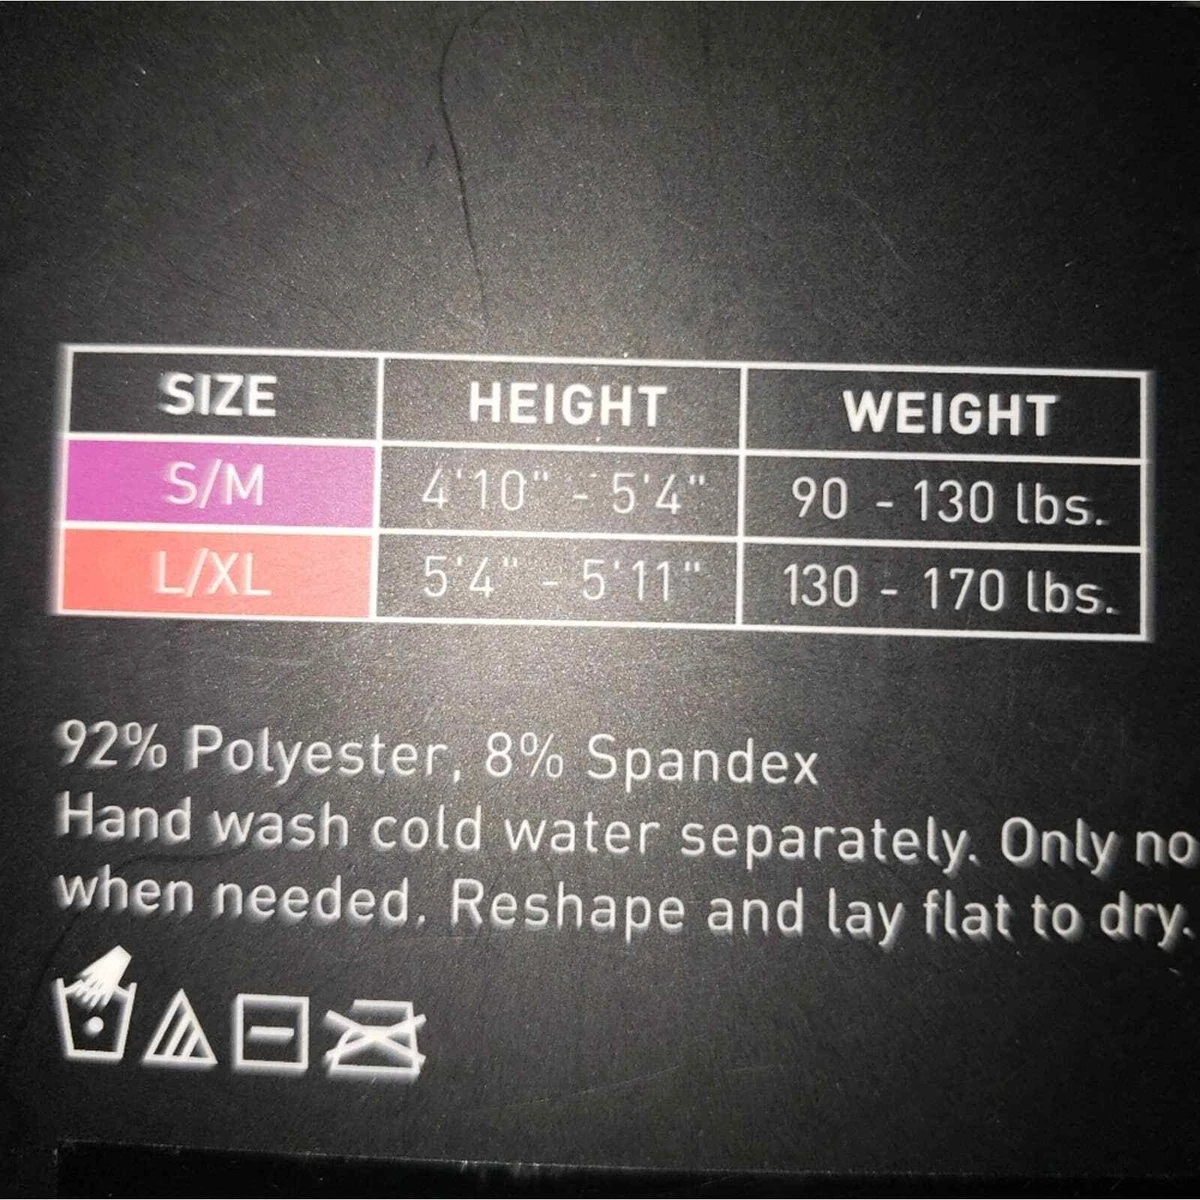 SIZE HEIGHT WEIGHT
S/M 4'10" - 5'4" 90 - 130 lbs.
L/XL 5'4" - 5'11" 130 - 170 lbs.
92% Polyester, 8% Spandex
Hand wash cold water separately. Only no
when needed. Reshape and lay flat to dry.